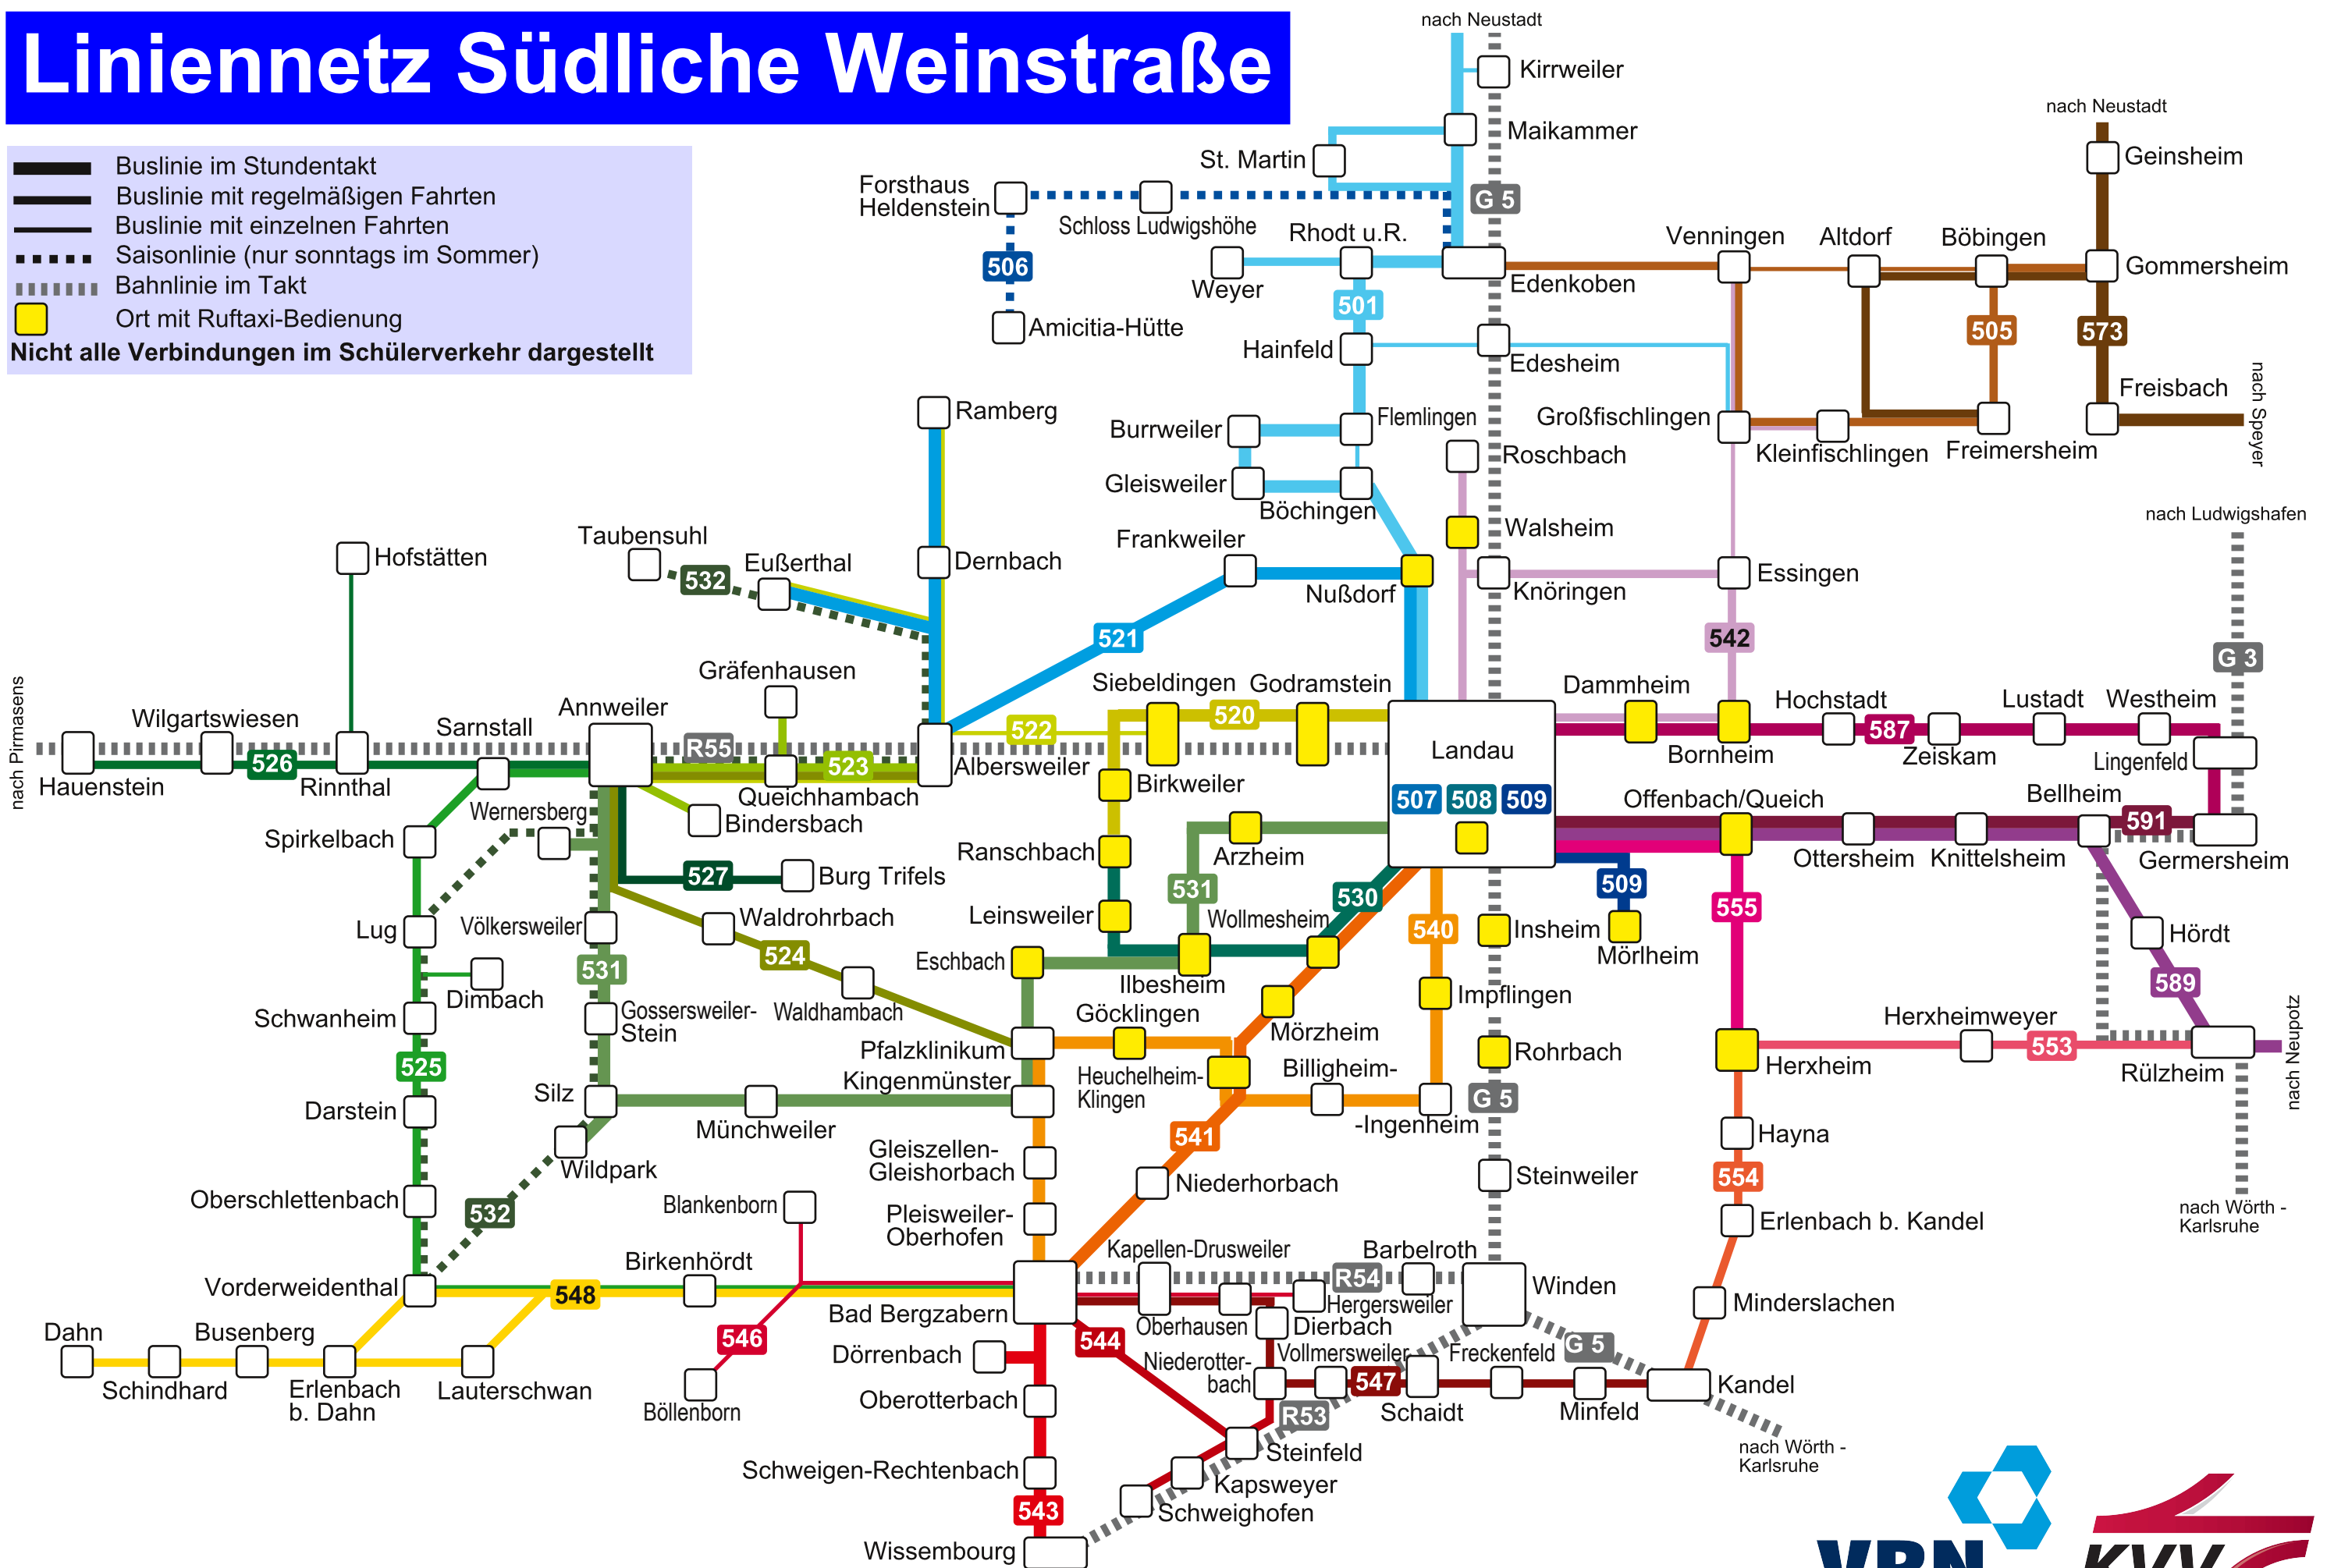 Liniennetz Südliche Weinstraße
Buslinie im Stundentakt
Buslinie mit regelmäßigen Fahrten
Buslinie mit einzelnen Fahrten
Saisonlinie (nur sonntags im Sommer)
Bahnlinie im Takt
Ort mit Ruftaxi-Bedienung
Nicht alle Verbindungen im Schülerverkehr dargestellt
nach Neustadt
Kirrweiler
Maikammer
St. Martin
G 5
Forsthaus
Heldenstein
Schloss Ludwigshöhe
506
Amicitia-Hütte
Rhodt u.R.
Weyer
501
Edenkoben
Venningen
Altdorf
Böbingen
nach Neustadt
Geinsheim
Gommersheim
505
573
Freisbach
nach Speyer
Hainfeld
Edesheim
Großfischlingen
Kleinfischlingen
Freimersheim
Burrweiler
Flemlingen
Gleisweiler
Böchingen
Roschbach
Walsheim
Knöringen
Essingen
542
nach Ludwigshafen
G 3
Ramberg
Dernbach
Taubensuhl
532
Eußerthal
Hofstätten
Frankweiler
Nußdorf
521
Gräfenhausen
nach Pirmasens
Hauenstein
Wilgartswiesen
526
Rinnthal
Sarnstall
Annweiler
R55
523
Queichhambach
Bindersbach
Albersweiler
522
Siebeldingen
520
Godramstein
Birkweiler
Ranschbach
Leinsweiler
Landau
507
508
509
Dammheim
Bornheim
Hochstadt
587
Zeiskam
Lustadt
Westheim
Lingenfeld
Offenbach/Queich
Ottersheim
Knittelsheim
Bellheim
591
Germersheim
509
Mörlheim
555
Hördt
589
nach Neupotz
Rülzheim
nach Wörth -
Karlsruhe
Herxheimweyer
553
Herxheim
Hayna
554
Erlenbach b. Kandel
Minderslachen
Kandel
nach Wörth -
Karlsruhe
Wernersberg
Spirkelbach
Lug
Dimbach
Schwanheim
525
Darstein
Oberschlettenbach
Vorderweidenthal
532
527
Burg Trifels
Völkersweiler
531
Gossersweiler-
Stein
Silz
Wildpark
Münchweiler
Waldrohrbach
524
Waldhambach
Arzheim
531
Wollmesheim
530
Eschbach
Ilbesheim
Göcklingen
Mörzheim
540
Insheim
Impflingen
Rohrbach
G 5
Pfalzklinikum
Kingenmünster
Heuchelheim-
Klingen
Billigheim-
-Ingenheim
541
Niederhorbach
Steinweiler
Gleiszellen-
Gleishorbach
Pleisweiler-
Oberhofen
Blankenborn
Birkenhördt
548
546
Böllenborn
Dahn
Schindhard
Busenberg
Erlenbach
b. Dahn
Lauterschwan
Bad Bergzabern
Kapellen-Drusweiler
R54
Barbelroth
Winden
Oberhausen
Hergersweiler
Dierbach
G 5
544
Dörrenbach
Oberotterbach
Schweigen-Rechtenbach
543
Wissembourg
Niederotter-
bach
Vollmersweiler
547
Schaidt
Freckenfeld
Minfeld
R53
Steinfeld
Kapsweyer
Schweighofen
VRN
KVV